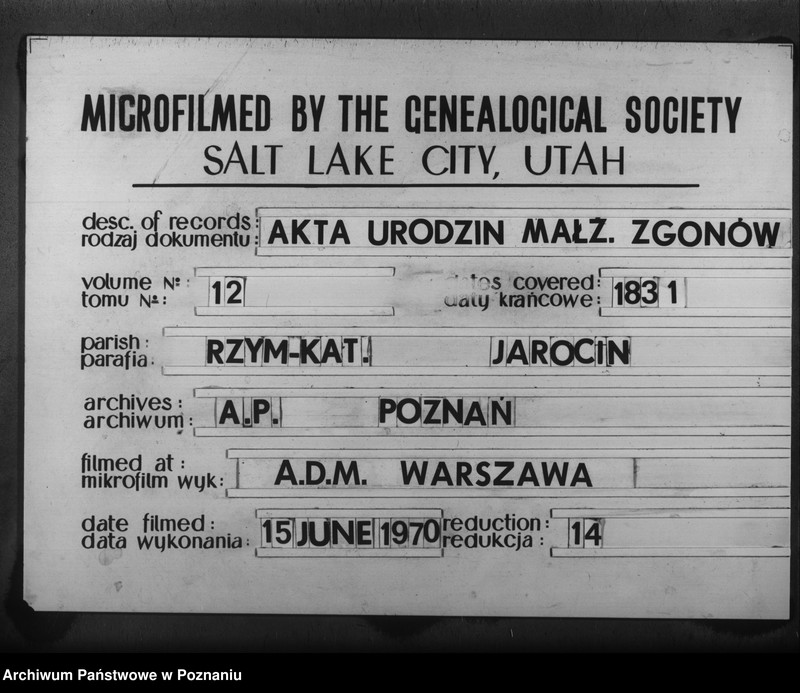 MICROFILMED BY THE GENEALOGICAL SOCIETY
SALT LAKE CITY, UTAH
desc. of records:
rodzaj dokumentu:
AKTA URODZIN MAŁŻ. ZGONÓW
volume №:
tomu №:
12
dates covered:
daty krańcowe:
1831
parish:
parafia:
RZYM-KAT. JAROCIN
archives:
archiwum:
A.P. POZNAŃ
filmed at:
mikrofilm wyk:
A.D.M. WARSZAWA
date filmed:
data wykonania:
15 JUNE 1970
reduction:
redukcja:
14
Archiwum Państwowe w Poznaniu